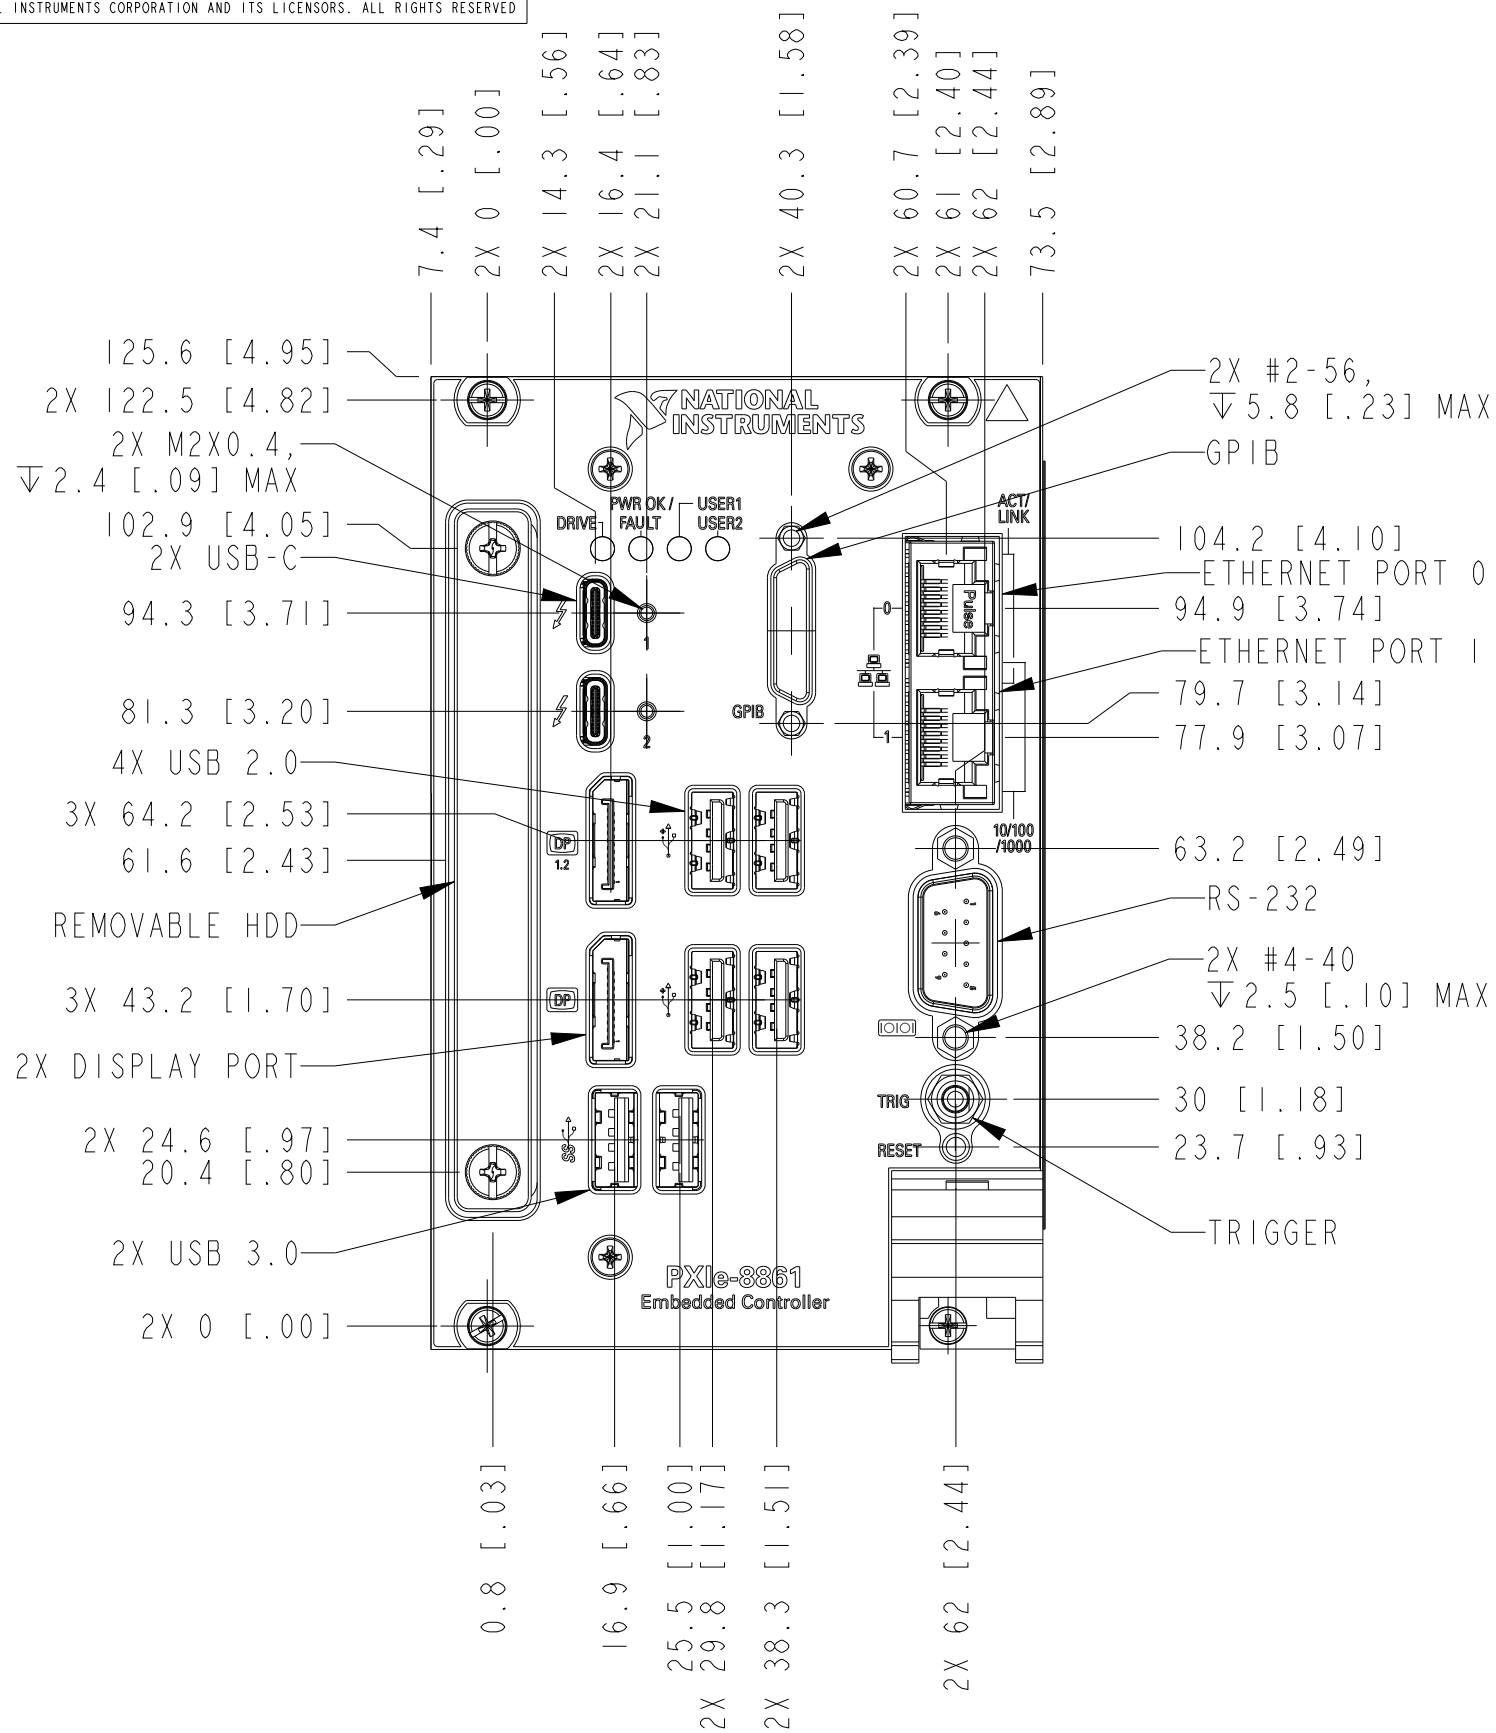 . INSTRUMENTS CORPORATION AND ITS LICENSORS. ALL RIGHTS RESERVED
7.4 [.29]
2X 0 [.00]
2X 14.3 [.56]
2X 16.4 [.64]
2X 21.1 [.83]
2X 40.3 [1.58]
2X 60.7 [2.39]
2X 61 [2.40]
2X 62 [2.44]
73.5 [2.89]
125.6 [4.95]
2X 122.5 [4.82]
2X M2X0.4,
↧2.4 [.09] MAX
102.9 [4.05]
2X USB-C
94.3 [3.71]
81.3 [3.20]
4X USB 2.0
3X 64.2 [2.53]
61.6 [2.43]
REMOVABLE HDD
3X 43.2 [1.70]
2X DISPLAY PORT
2X 24.6 [.97]
20.4 [.80]
2X USB 3.0
2X 0 [.00]
NATIONAL
INSTRUMENTS
DRIVE
PWR OK /
FAULT
USER1
USER2
ACT/
LINK
1
2
GPIB
0
Pulse
1
10/100
/1000
DP
1.2
DP
SS
IOIOI
TRIG
RESET
PXIe-8861
Embedded Controller
2X #2-56,
↧5.8 [.23] MAX
GPIB
104.2 [4.10]
ETHERNET PORT 0
94.9 [3.74]
ETHERNET PORT 1
79.7 [3.14]
77.9 [3.07]
63.2 [2.49]
RS-232
2X #4-40
↧2.5 [.10] MAX
38.2 [1.50]
30 [1.18]
23.7 [.93]
TRIGGER
0.8 [.03]
16.9 [.66]
25.5 [1.00]
2X 29.8 [1.17]
2X 38.3 [1.51]
2X 62 [2.44]